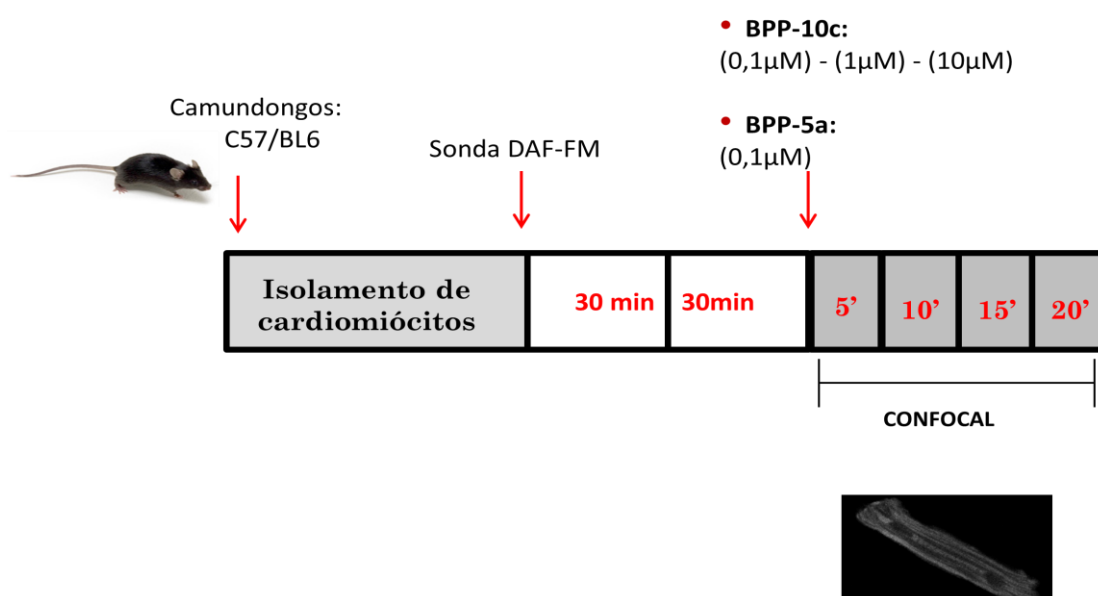 • BPP-10c:
(0,1µM) - (1µM) - (10µM)
Camundongos:
C57/BL6
• BPP-5a:
(0,1µM)
Sonda DAF-FM
Isolamento de
cardiomiócitos
30 min
30min
5’
10’
15’
20’
CONFOCAL